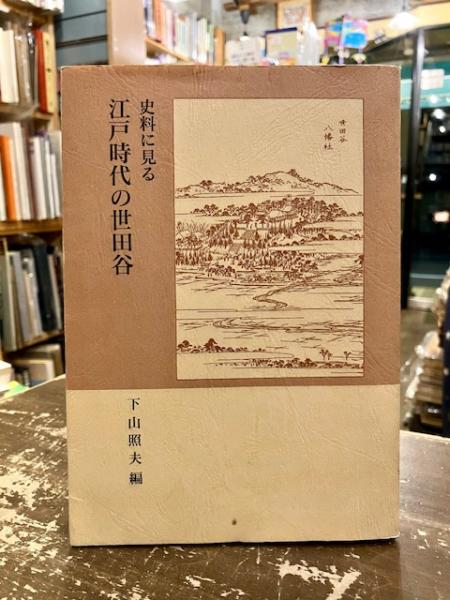 史料に見る
江戸時代の世田谷
世田谷
八幡社
下山照夫 編